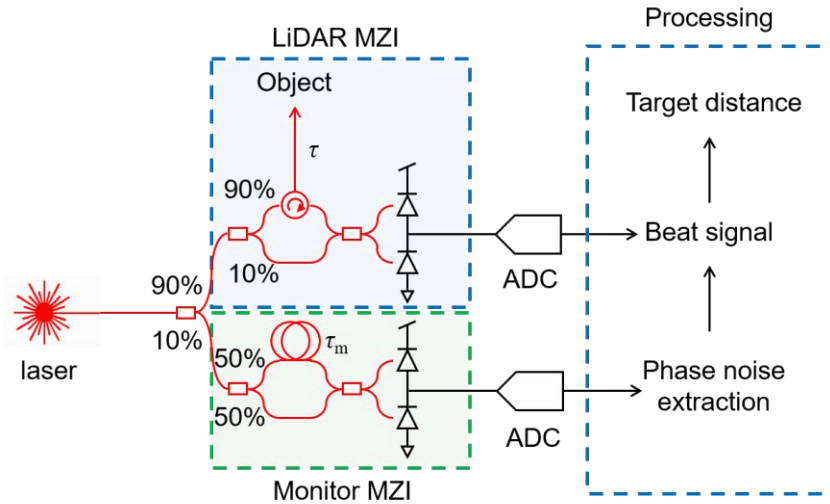 Processing
LiDAR MZI
Object
Target distance
τ
90%
10%
Beat signal
ADC
90%
10%
laser
τm
50%
50%
Phase noise
extraction
ADC
Monitor MZI